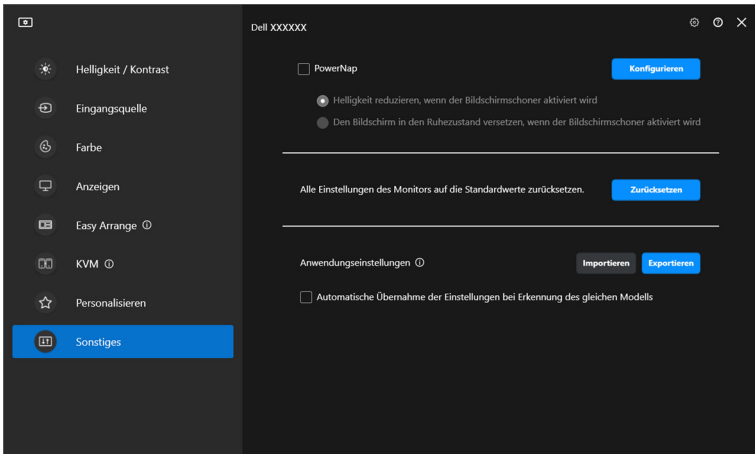 Dell XXXXXX
Helligkeit / Kontrast
Eingangsquelle
Farbe
Anzeigen
Easy Arrange
KVM
Personalisieren
Sonstiges
PowerNap
Konfigurieren
Helligkeit reduzieren, wenn der Bildschirmschoner aktiviert wird
Den Bildschirm in den Ruhezustand versetzen, wenn der Bildschirmschoner aktiviert wird
Alle Einstellungen des Monitors auf die Standardwerte zurücksetzen.
Zurücksetzen
Anwendungseinstellungen
Importieren
Exportieren
Automatische Übernahme der Einstellungen bei Erkennung des gleichen Modells